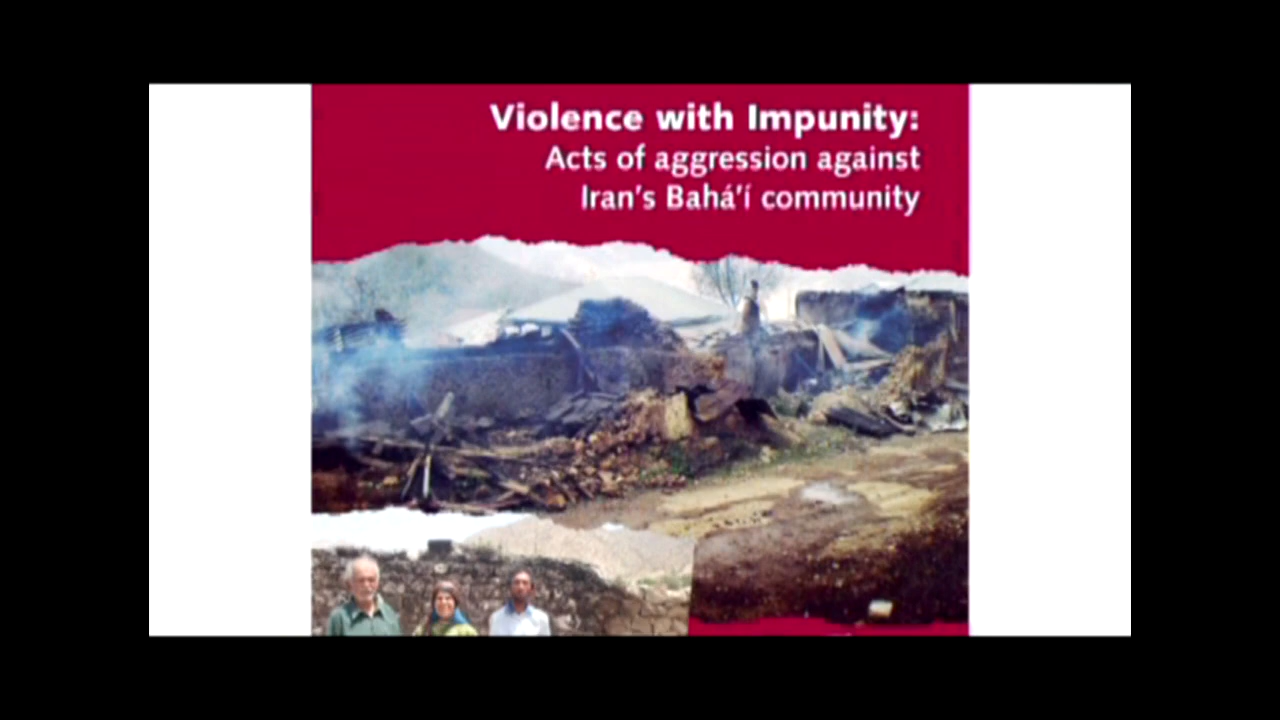 Violence with Impunity:
Acts of aggression against
Iran's Bahá'í community